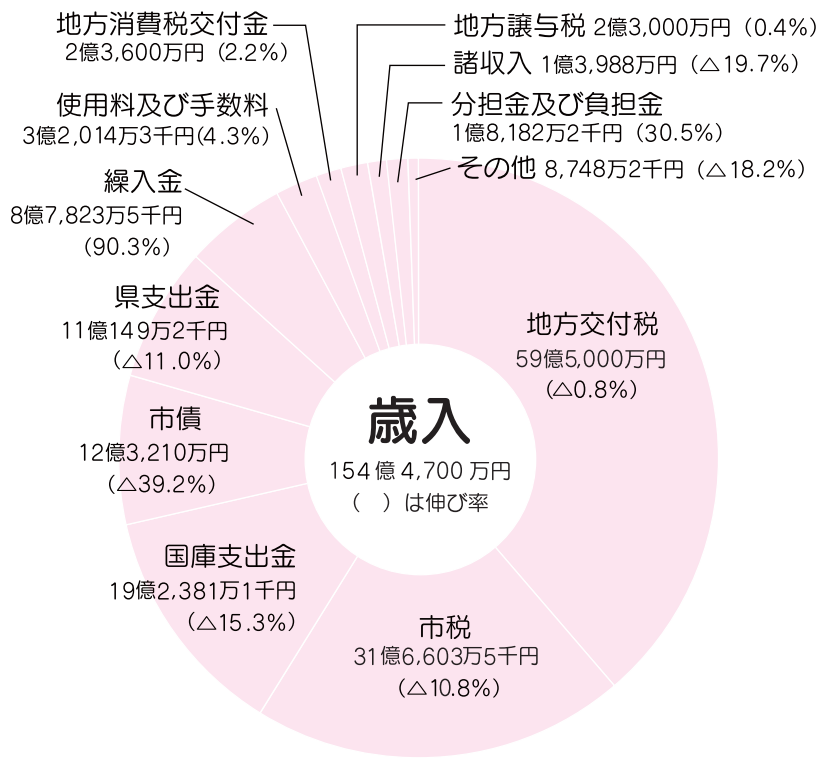 地方消費税交付金
2億3,600万円（2.2%）
地方譲与税 2億3,000万円（0.4%）
諸収入 1億3,988万円（△19.7%）
使用料及び手数料
3億2,014万3千円(4.3%）
分担金及び負担金
1億8,182万2千円（30.5%）
その他 8,748万2千円（△18.2%）
繰入金
8億7,823万5千円
（90.3%）
県支出金
11億149万2千円
（△11.0%）
地方交付税
59億5,000万円
（△0.8%）
市債
12億3,210万円
（△39.2%）
歳入
154億4,700万円
（　）は伸び率
国庫支出金
19億2,381万1千円
（△15.3%）
市税
31億6,603万5千円
（△10.8%）